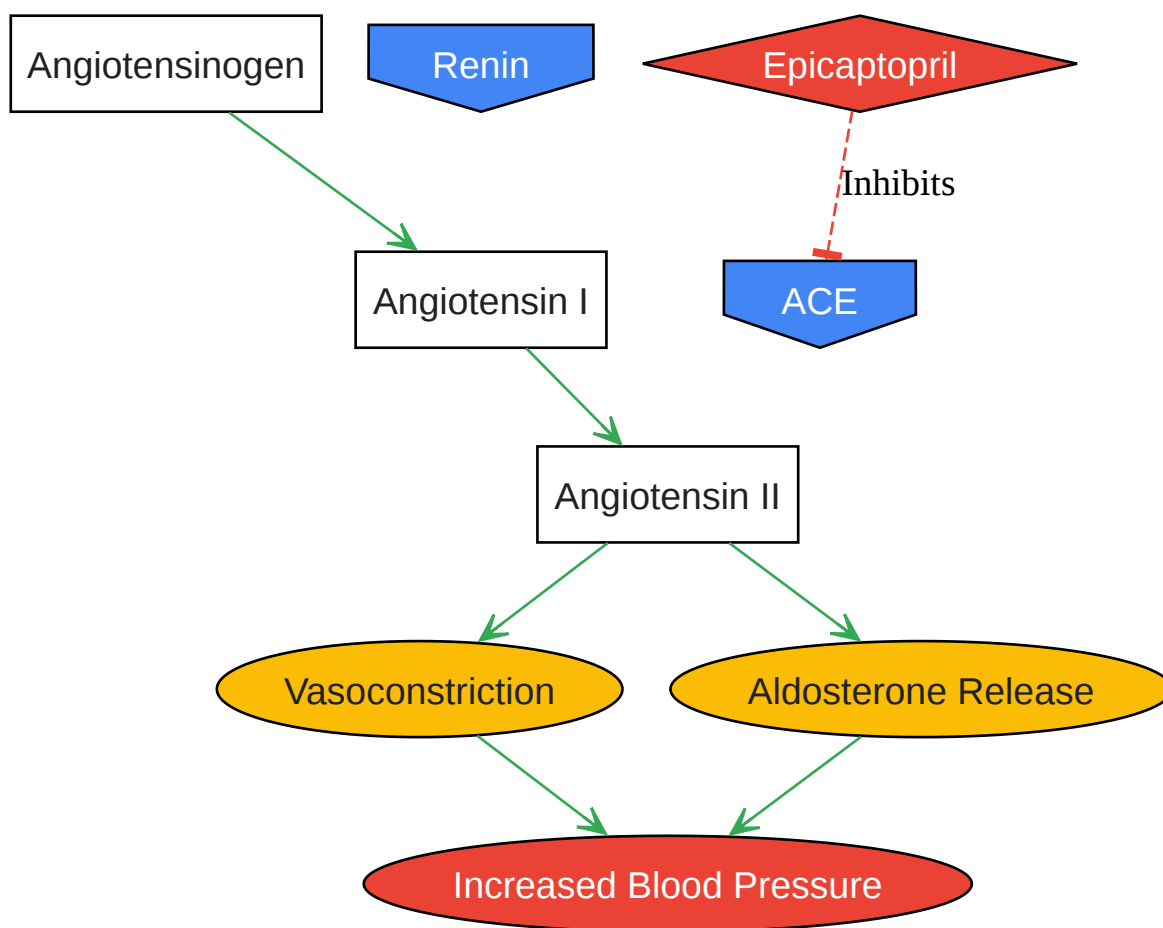 Angiotensinogen
Renin
Epicaptopril
Inhibits
Angiotensin I
ACE
Angiotensin II
Vasoconstriction
Aldosterone Release
Increased Blood Pressure